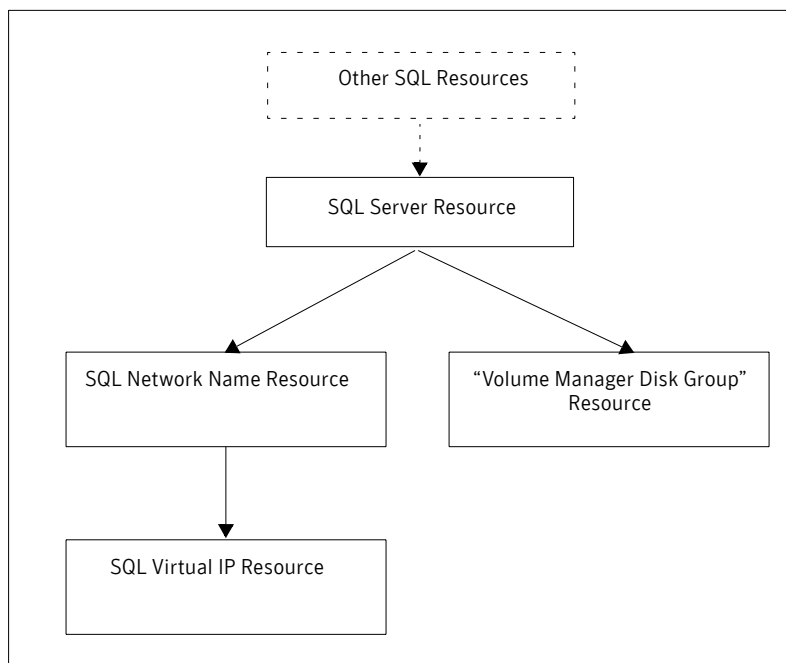 Other SQL Resources
SQL Server Resource
SQL Network Name Resource
“Volume Manager Disk Group”
Resource
SQL Virtual IP Resource